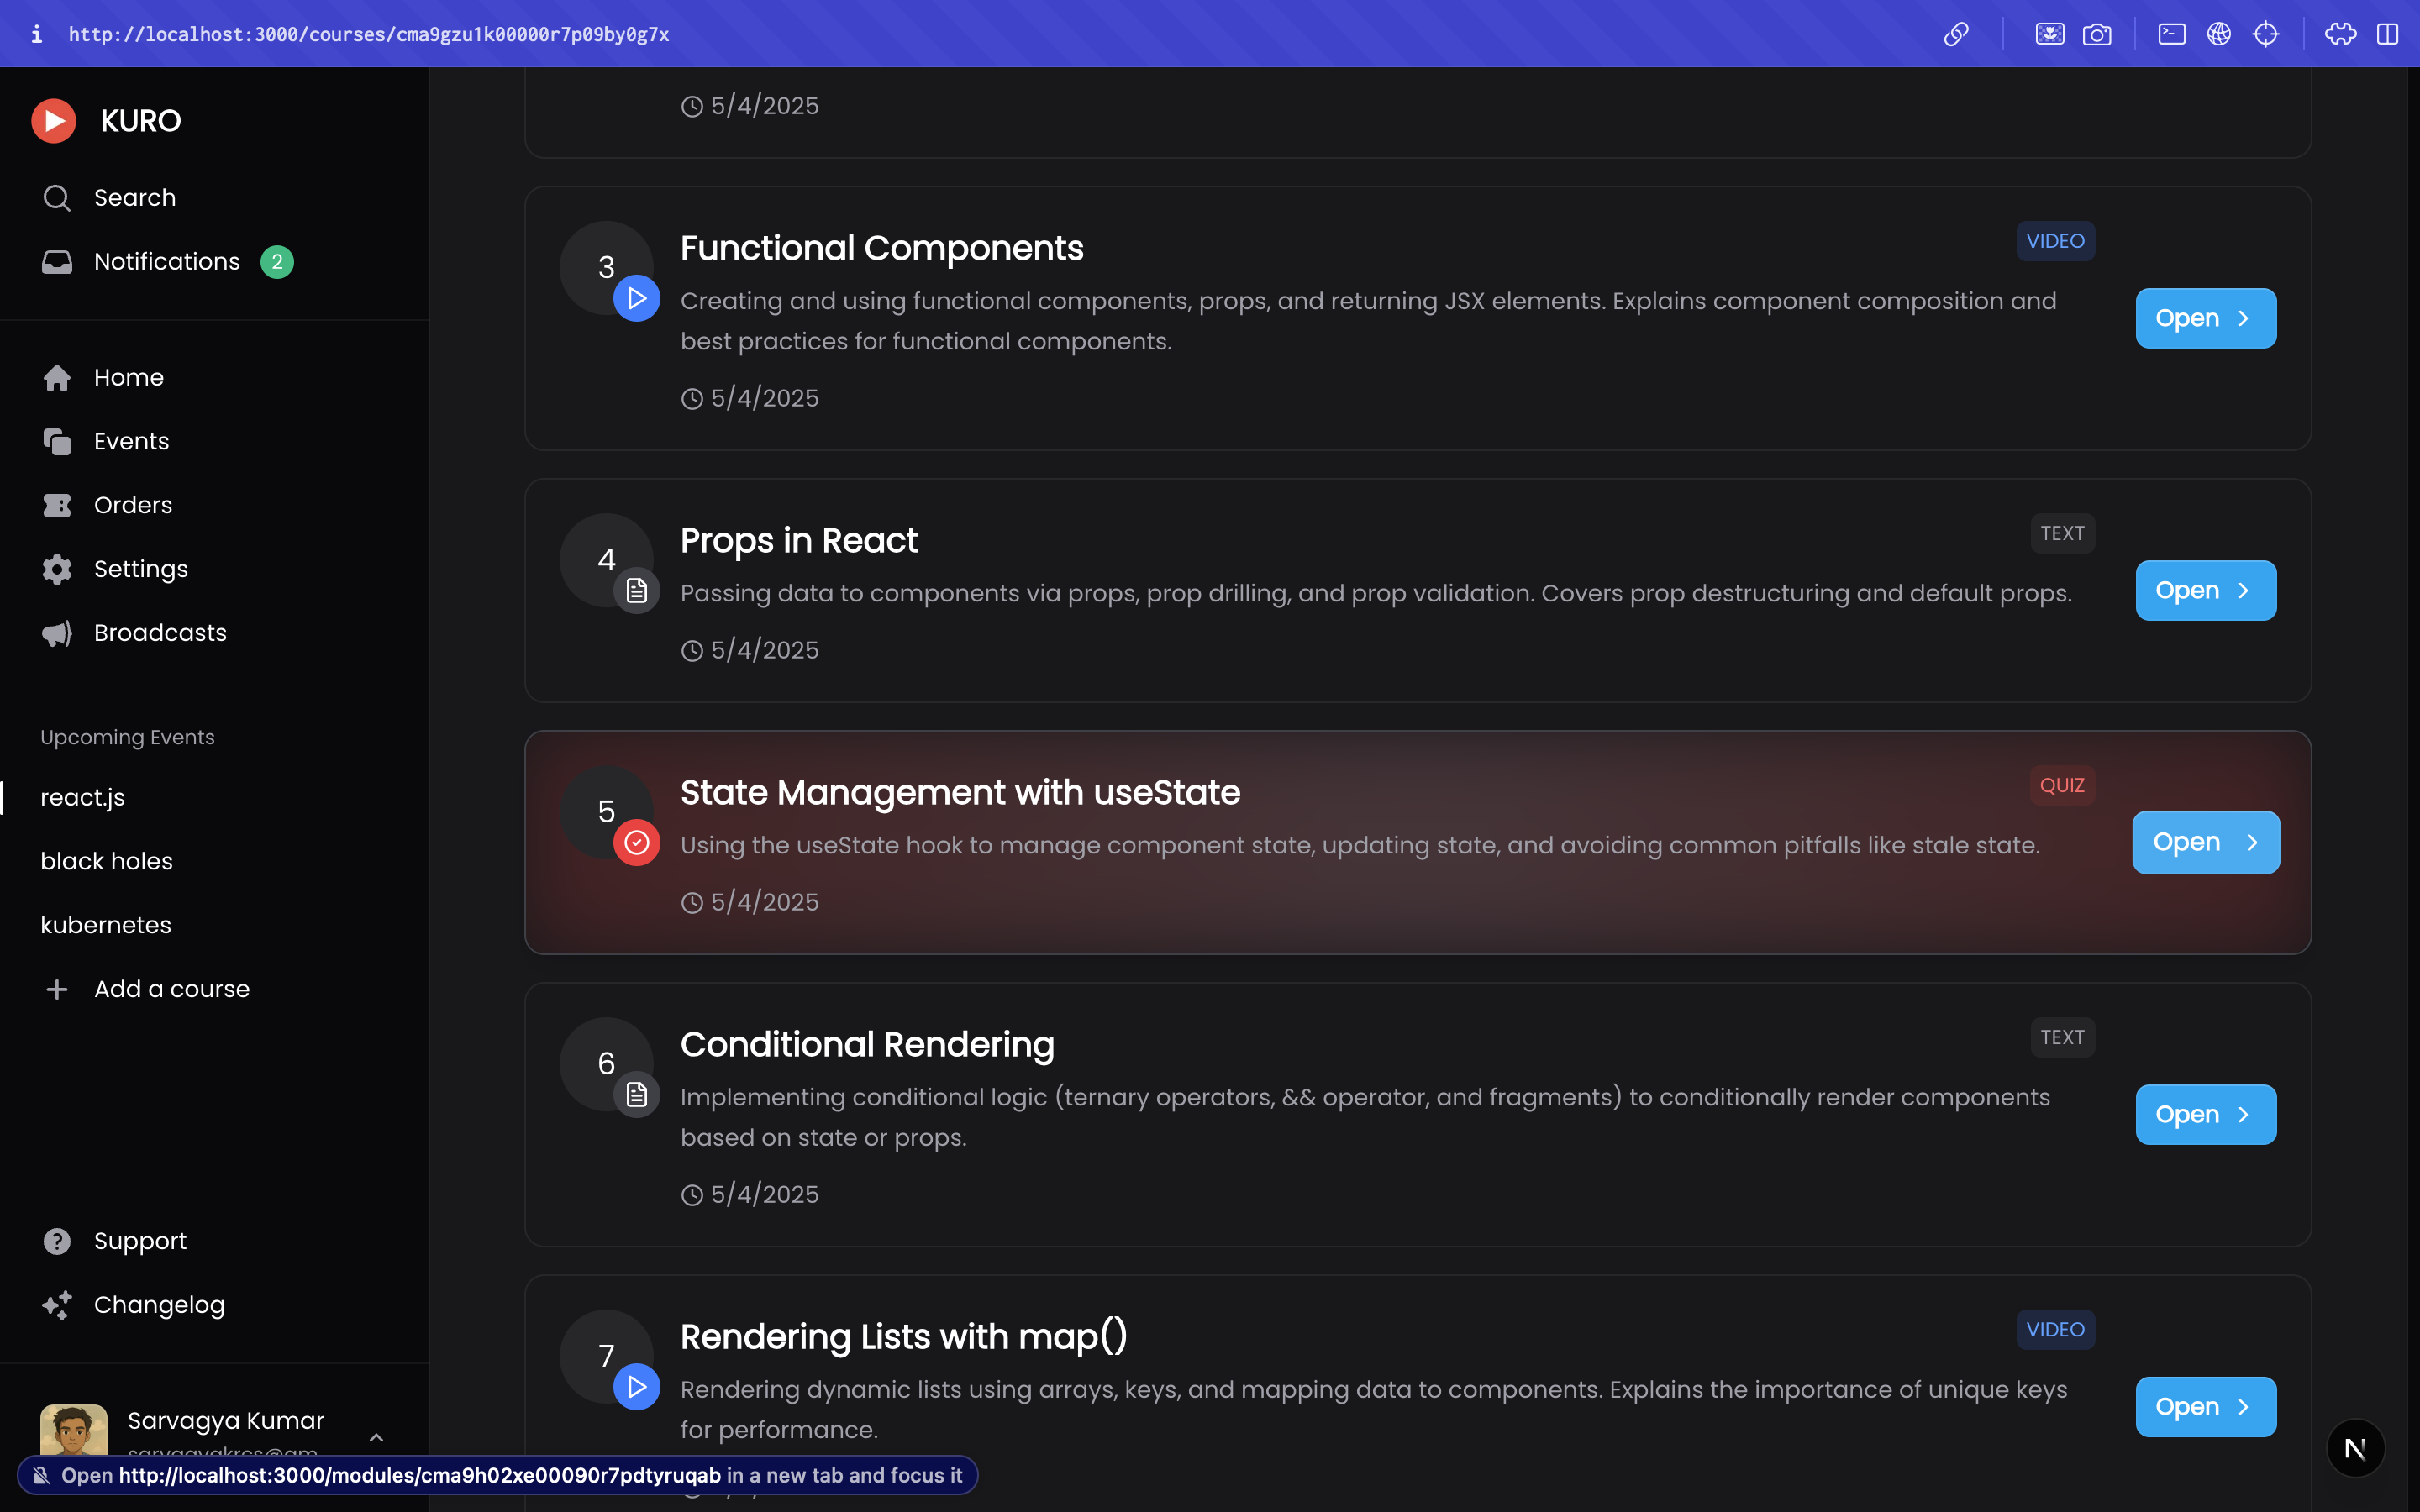 http://localhost:3000/courses/cma9gzu1k00000r7p09by0g7x
KURO
Search
Notifications 2
Home
Events
Orders
Settings
Broadcasts
Upcoming Events
react.js
black holes
kubernetes
Add a course
Support
Changelog
Sarvagya Kumar
Open http://localhost:3000/modules/cma9h02xe00090r7pdtyruqab in a new tab and focus it
5/4/2025
3
Functional Components
VIDEO
Creating and using functional components, props, and returning JSX elements. Explains component composition and
best practices for functional components.
Open
5/4/2025
4
Props in React
TEXT
Passing data to components via props, prop drilling, and prop validation. Covers prop destructuring and default props.
Open
5/4/2025
5
State Management with useState
QUIZ
Using the useState hook to manage component state, updating state, and avoiding common pitfalls like stale state.
Open
5/4/2025
6
Conditional Rendering
TEXT
Implementing conditional logic (ternary operators, && operator, and fragments) to conditionally render components
based on state or props.
Open
5/4/2025
7
Rendering Lists with map()
VIDEO
Rendering dynamic lists using arrays, keys, and mapping data to components. Explains the importance of unique keys
for performance.
Open
N